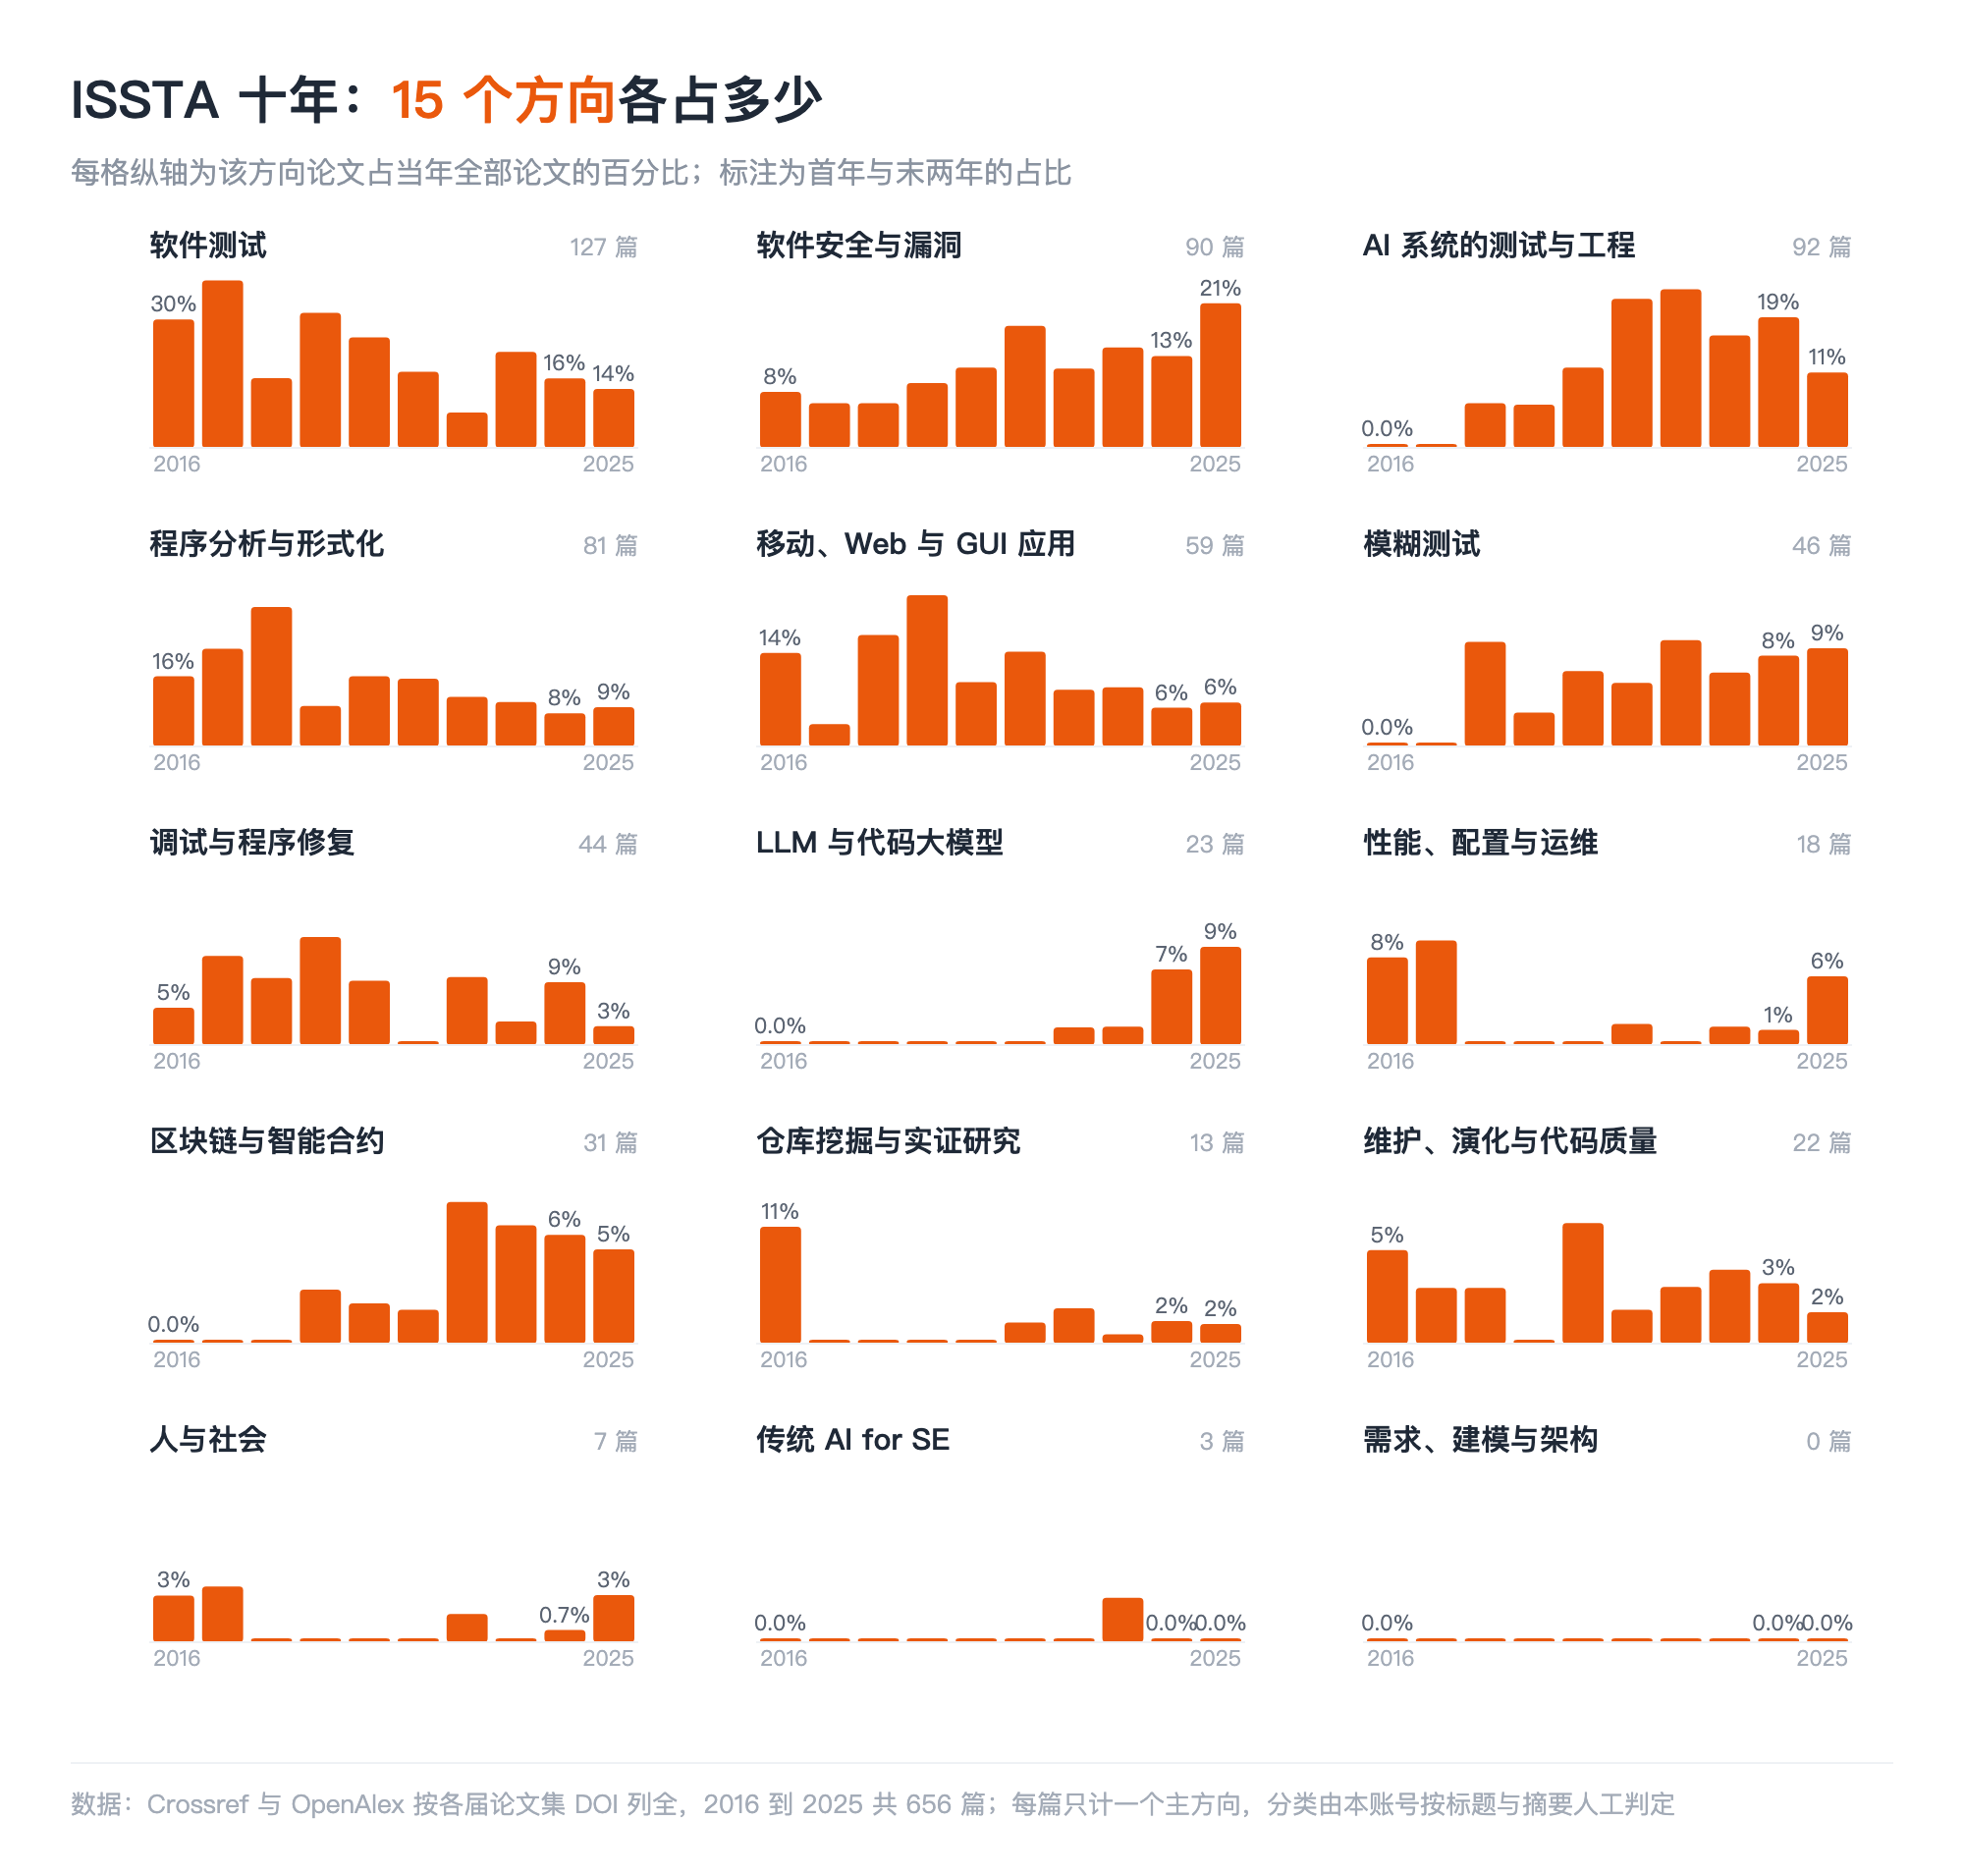 ISSTA 十年：15 个方向各占多少
每格纵轴为该方向论文占当年全部论文的百分比；标注为首年与末两年的占比
软件测试 127 篇
30% 16% 14%
2016 2025
软件安全与漏洞 90 篇
8% 13% 21%
2016 2025
AI 系统的测试与工程 92 篇
0.0% 19% 11%
2016 2025
程序分析与形式化 81 篇
16% 8% 9%
2016 2025
移动、Web 与 GUI 应用 59 篇
14% 6% 6%
2016 2025
模糊测试 46 篇
0.0% 8% 9%
2016 2025
调试与程序修复 44 篇
5% 9% 3%
2016 2025
LLM 与代码大模型 23 篇
0.0% 7% 9%
2016 2025
性能、配置与运维 18 篇
8% 1% 6%
2016 2025
区块链与智能合约 31 篇
0.0% 6% 5%
2016 2025
仓库挖掘与实证研究 13 篇
11% 2% 2%
2016 2025
维护、演化与代码质量 22 篇
5% 3% 2%
2016 2025
人与社会 7 篇
3% 0.7% 3%
2016 2025
传统 AI for SE 3 篇
0.0% 0.0% 0.0%
2016 2025
需求、建模与架构 0 篇
0.0% 0.0% 0.0%
2016 2025
数据：Crossref 与 OpenAlex 按各届论文集 DOI 列全，2016 到 2025 共 656 篇；每篇只计一个主方向，分类由本账号按标题与摘要人工判定